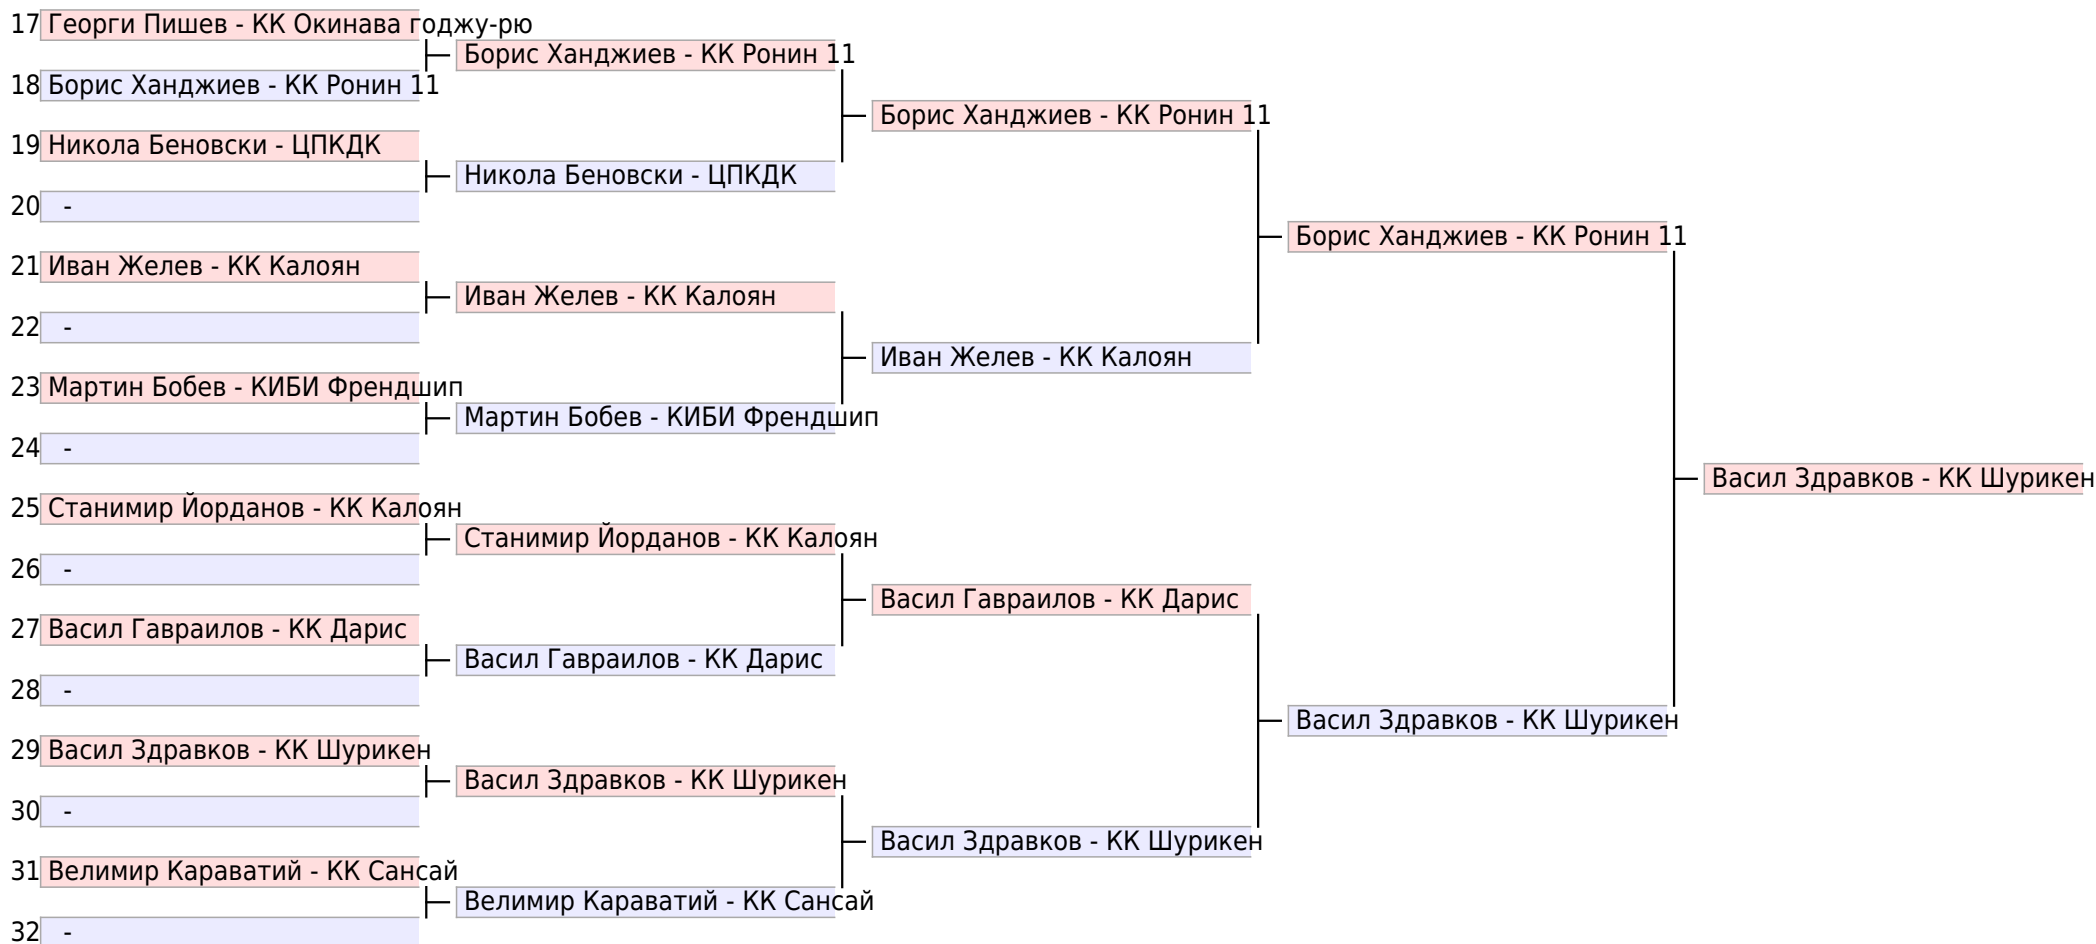 17 Георги Пишев - КК Окинава годжу-рю
Борис Ханджиев - КК Ронин 11
18 Борис Ханджиев - КК Ронин 11
Борис Ханджиев - КК Ронин 11
19 Никола Беновски - ЦПКДК
Никола Беновски - ЦПКДК
20 -
Борис Ханджиев - КК Ронин 11
21 Иван Желев - КК Калоян
Иван Желев - КК Калоян
22 -
Иван Желев - КК Калоян
23 Мартин Бобев - КИБИ Френдшип
Мартин Бобев - КИБИ Френдшип
24 -
Васил Здравков - КК Шурикен
25 Станимир Йорданов - КК Калоян
Станимир Йорданов - КК Калоян
26 -
Васил Гавраилов - КК Дарис
27 Васил Гавраилов - КК Дарис
Васил Гавраилов - КК Дарис
28 -
Васил Здравков - КК Шурикен
29 Васил Здравков - КК Шурикен
Васил Здравков - КК Шурикен
30 -
Васил Здравков - КК Шурикен
31 Велимир Караватий - КК Сансай
Велимир Караватий - КК Сансай
32 -